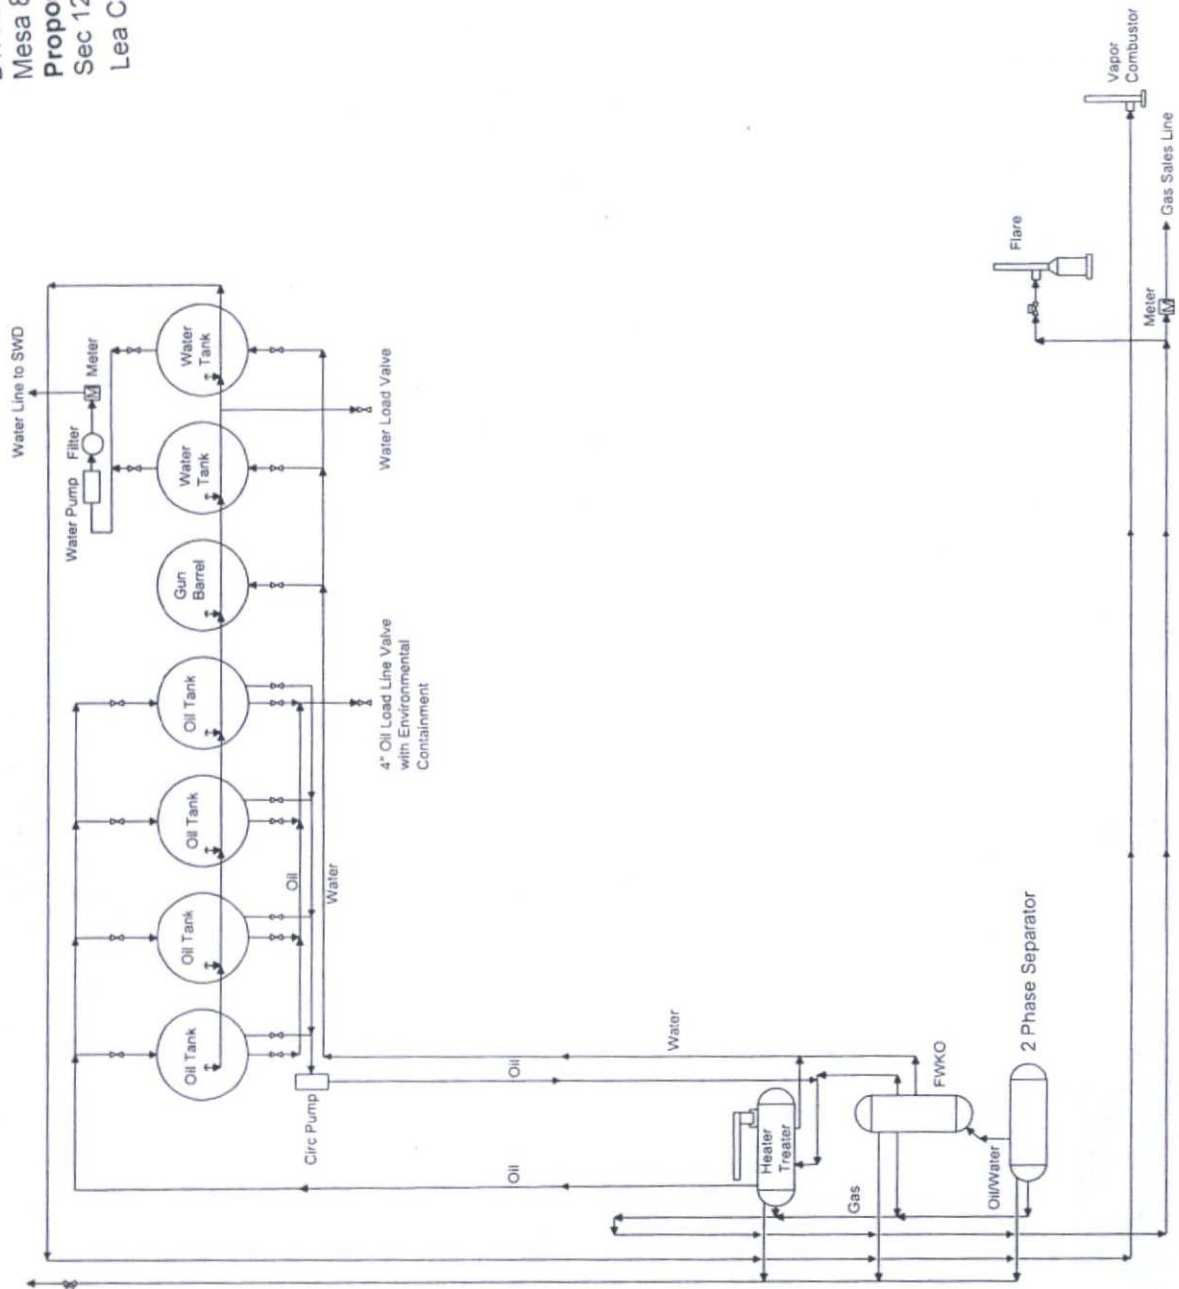 Mesa 8
Propo
Sec 12
Lea C
Water Line to SWD
Water Pump
Filter
M
Meter
Oil Tank
Oil Tank
Oil Tank
Oil Tank
Gun
Barrel
Water
Tank
Water
Tank
Water Load Valve
4" Oil Load Line Valve
with Environmental
Containment
Oil
Water
Circ Pump
Oil
Oil
Water
Heater
Treater
FWKO
2 Phase Separator
Gas
Oil/Water
Flare
Meter
M
Gas Sales Line
Vapor
Combustor